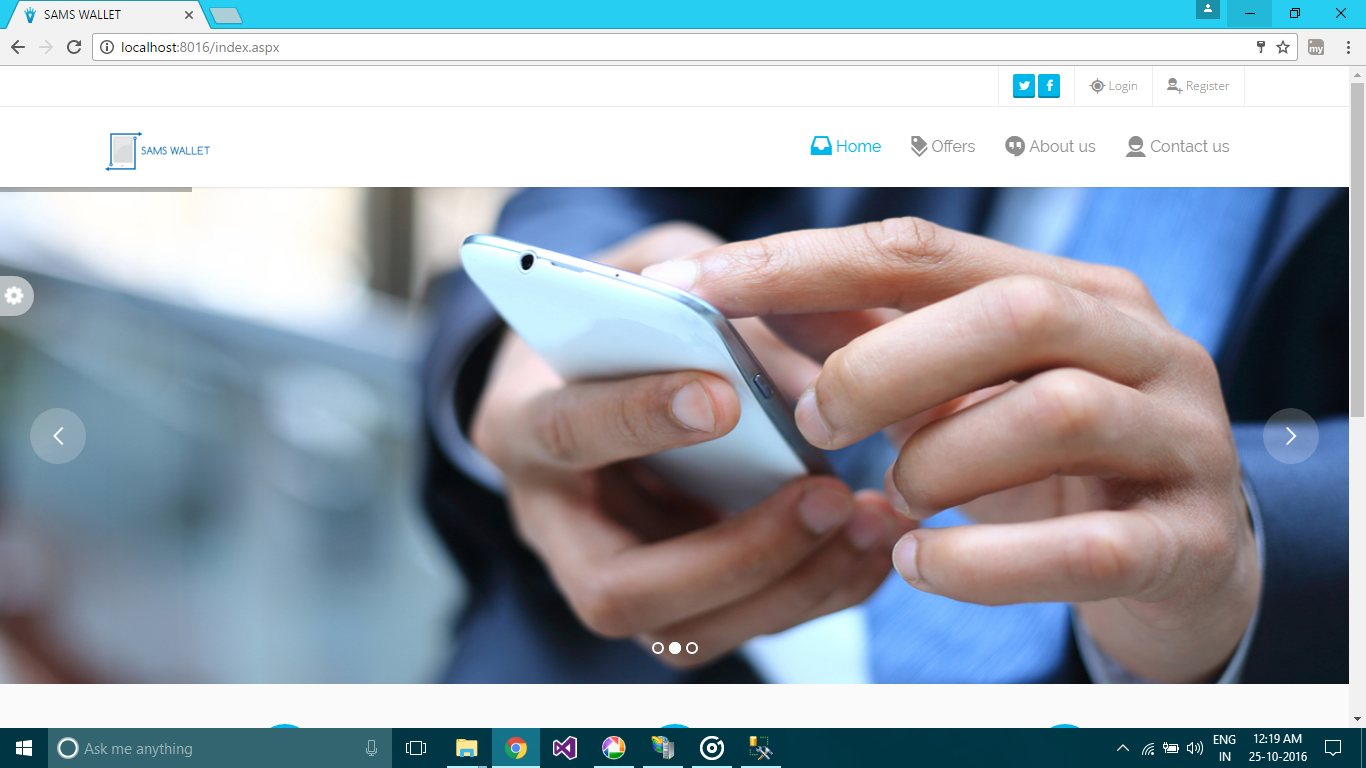 SAMS WALLET
localhost:8016/index.aspx
my
Login
Register
SAMS WALLET
Home
Offers
About us
Contact us
Ask me anything
ENG
IN
12:19 AM
25-10-2016